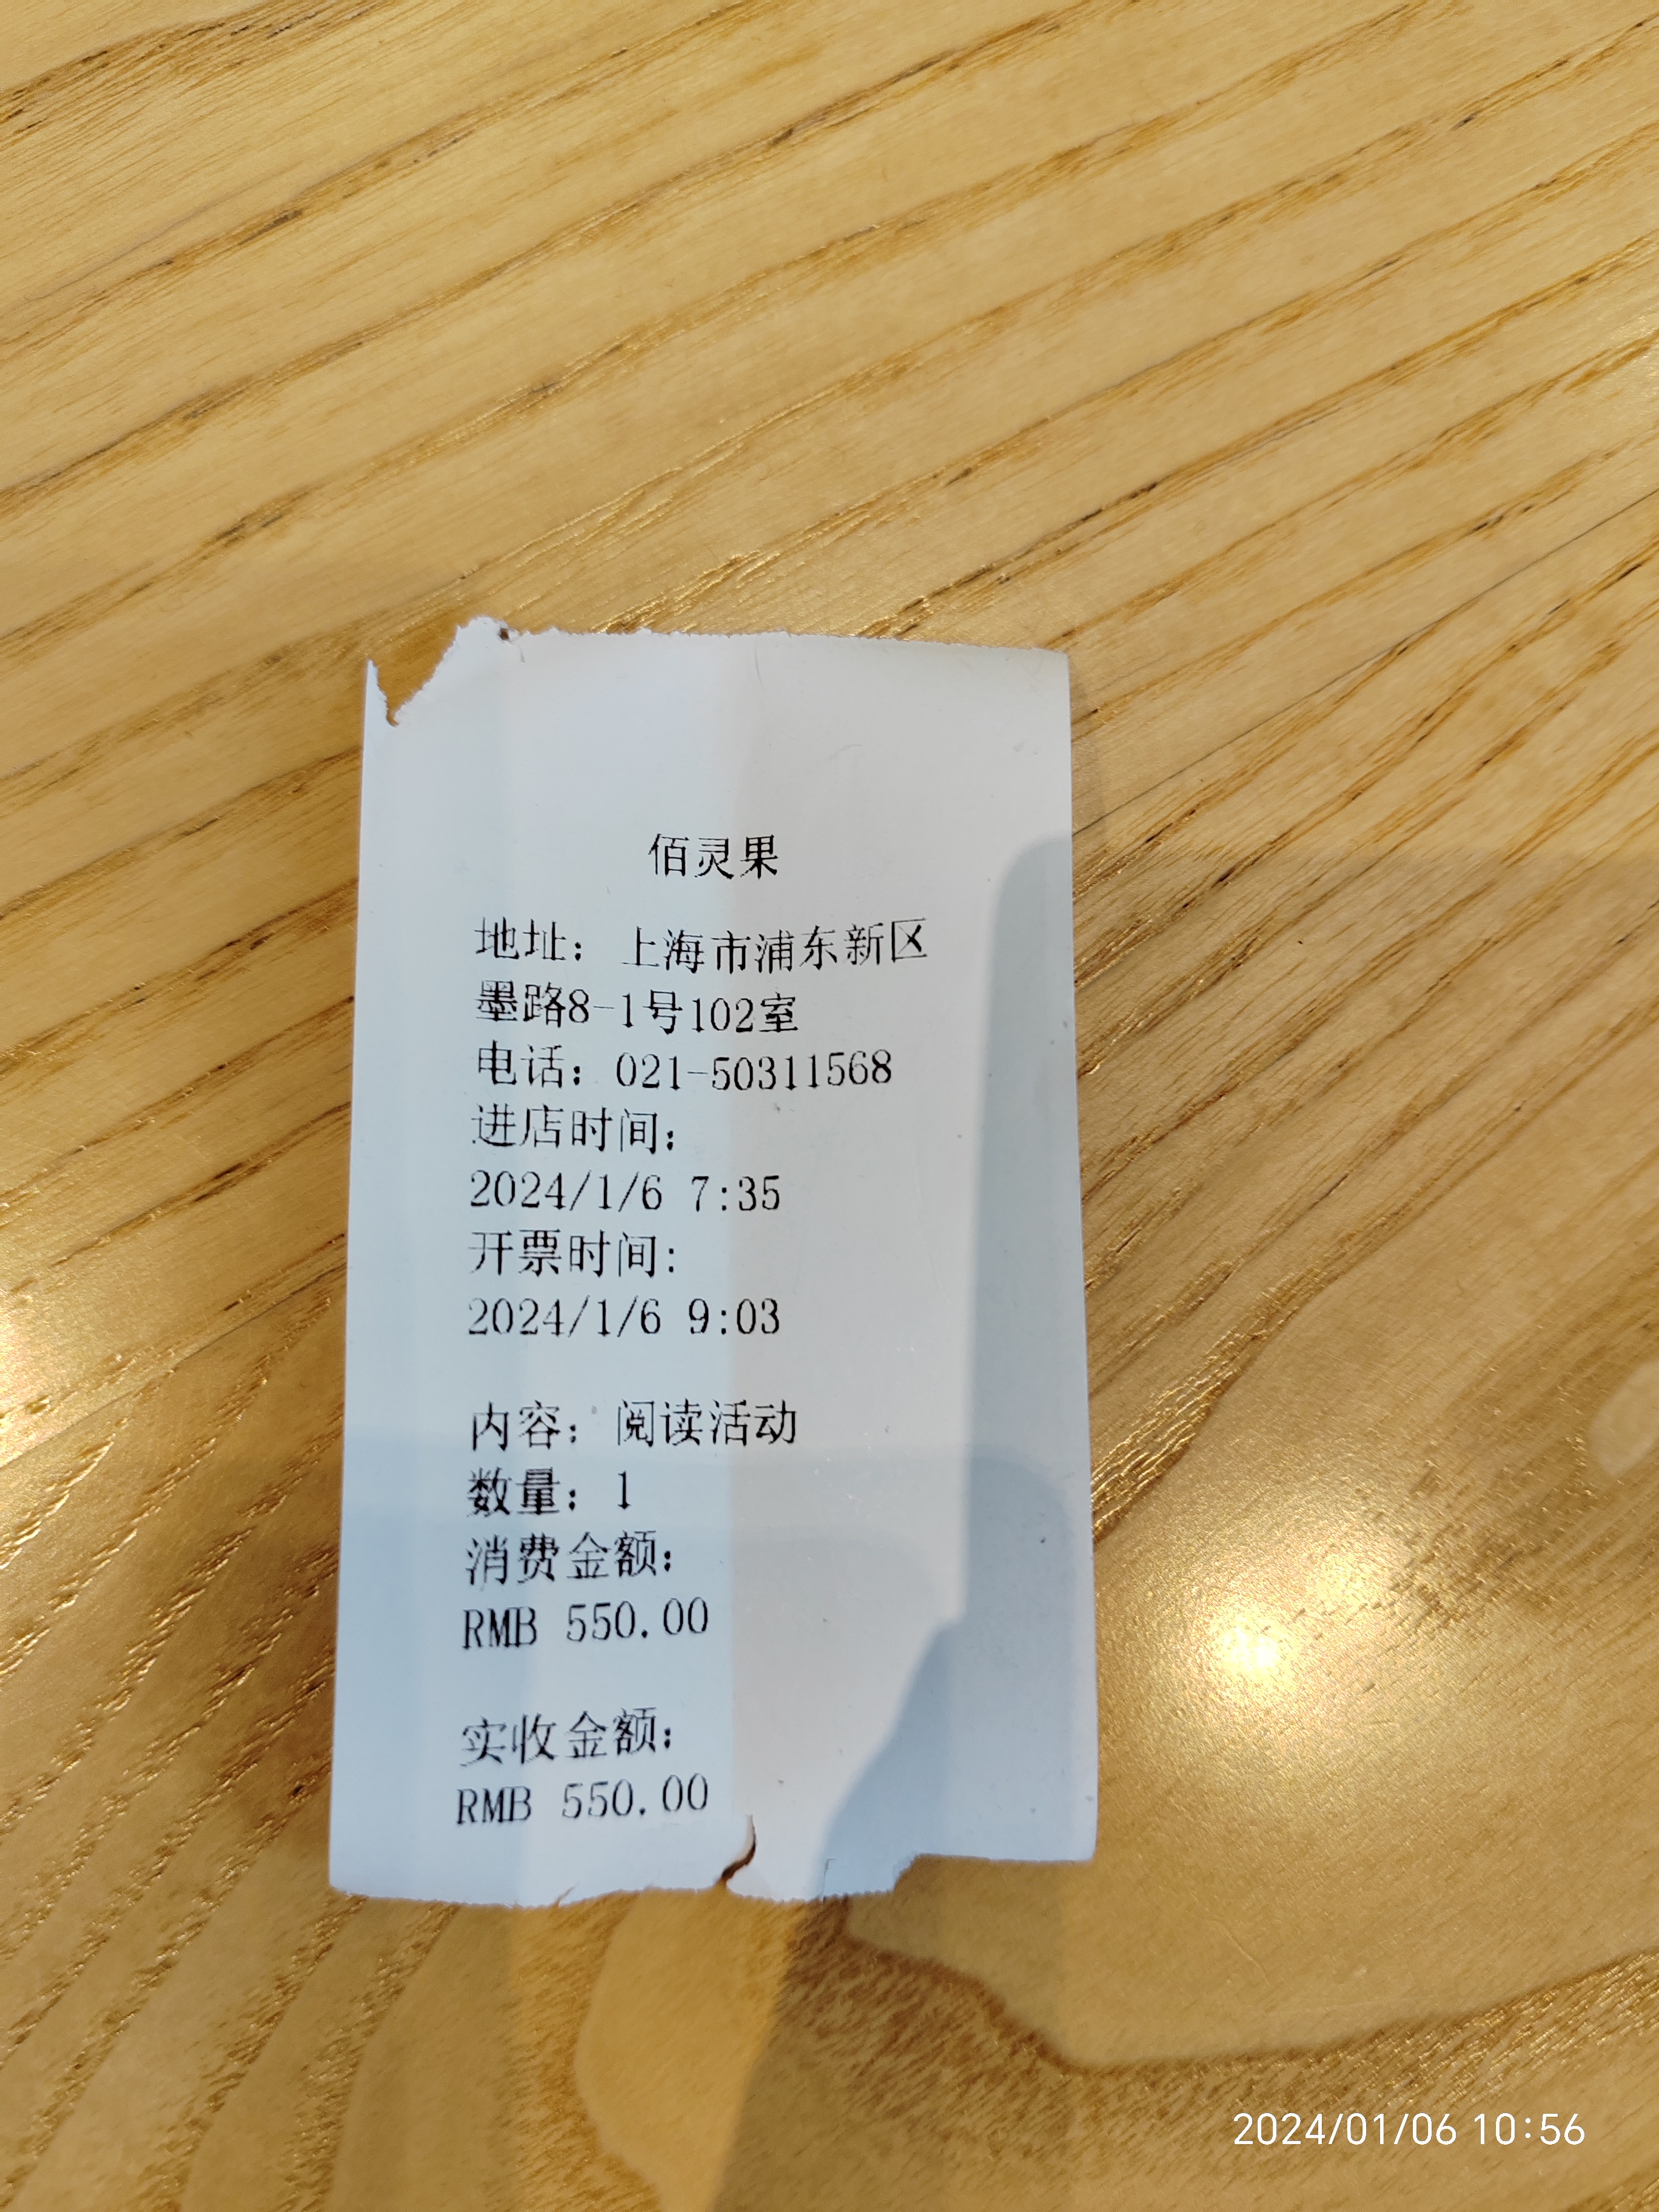 佰灵果
地址：上海市浦东新区
墨路8-1号102室
电话：021-50311568
进店时间：
2024/1/6 7:35
开票时间：
2024/1/6 9:03
内容：阅读活动
数量：1
消费金额：
RMB 550.00
实收金额：
RMB 550.00
2024/01/06 10:56